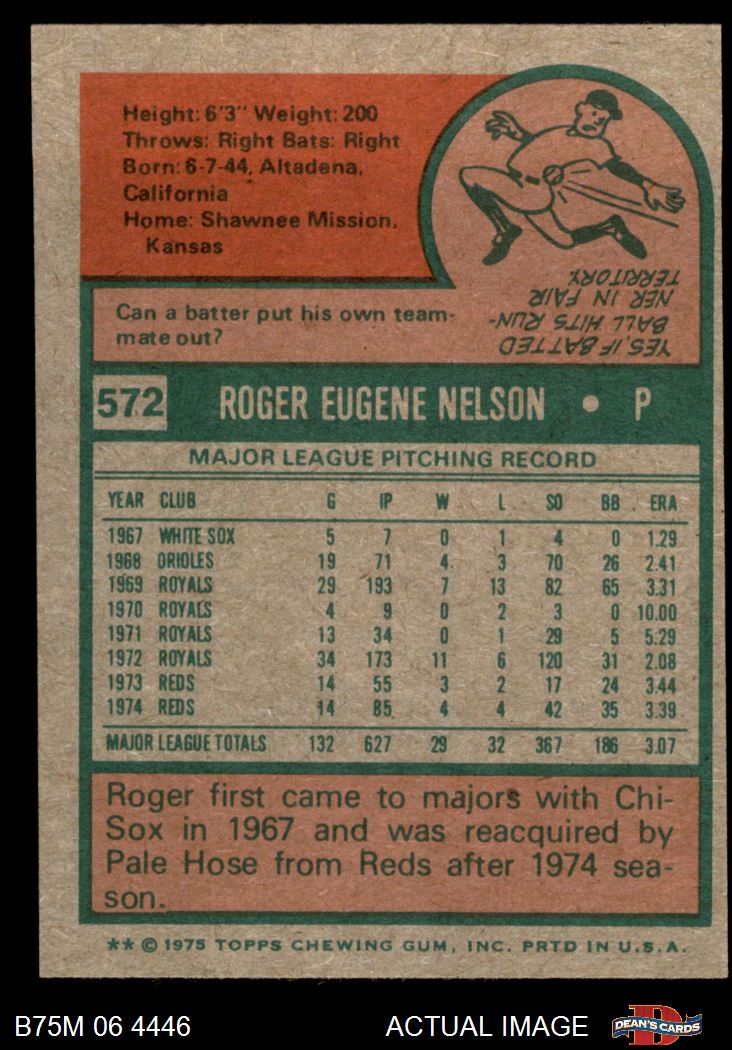 Height: 6'3" Weight: 200
Throws: Right Bats: Right
Born: 6-7-44, Altadena,
California
Home: Shawnee Mission,
Kansas
Can a batter put his own team-
mate out?
YES, IF BATTED
BALL HITS RUN-
NER IN FAIR
TERRITORY.
572 ROGER EUGENE NELSON • P
MAJOR LEAGUE PITCHING RECORD
YEAR CLUB G IP W L SO BB ERA
1967 WHITE SOX 5 7 0 1 4 0 1.29
1968 ORIOLES 19 71 4 3 70 26 2.41
1969 ROYALS 29 193 7 13 82 65 3.31
1970 ROYALS 4 9 0 2 3 0 10.00
1971 ROYALS 13 34 0 1 29 5 5.29
1972 ROYALS 34 173 11 6 120 31 2.08
1973 REDS 14 55 3 2 17 24 3.44
1974 REDS 14 85 4 4 42 35 3.39
MAJOR LEAGUE TOTALS 132 627 29 32 367 186 3.07
Roger first came to majors with Chi-
Sox in 1967 and was reacquired by
Pale Hose from Reds after 1974 sea-
son.
** © 1975 TOPPS CHEWING GUM, INC. PRTD IN U.S.A.
B75M 06 4446 ACTUAL IMAGE D DEAN'S CARDS